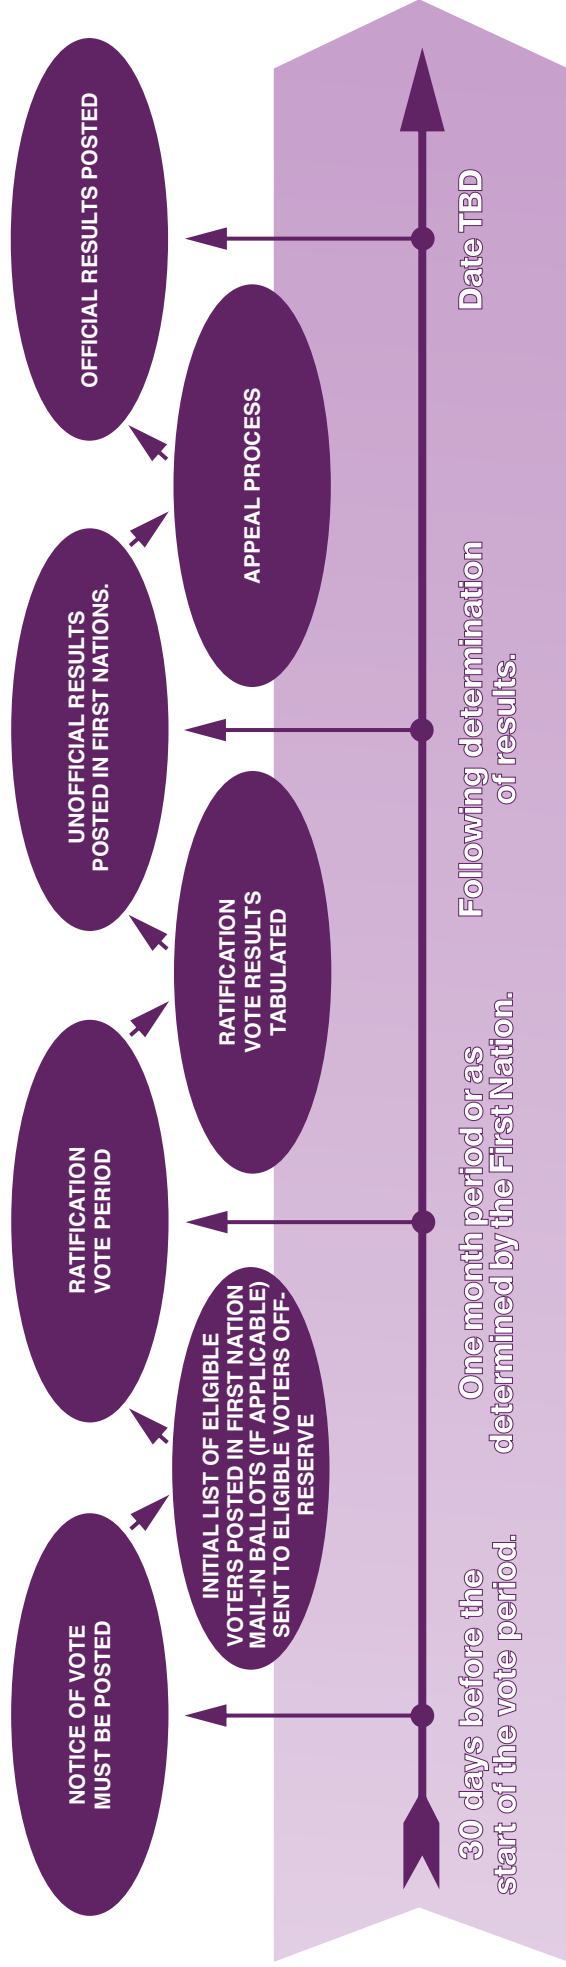 NOTICE OF VOTE
MUST BE POSTED
INITIAL LIST OF ELIGIBLE
VOTERS POSTED IN FIRST NATION
MAIL-IN BALLOTS (IF APPLICABLE)
SENT TO ELIGIBLE VOTERS OFF-
RESERVE
RATIFICATION
VOTE PERIOD
RATIFICATION
VOTE RESULTS
TABULATED
UNOFFICIAL RESULTS
POSTED IN FIRST NATIONS.
APPEAL PROCESS
OFFICIAL RESULTS POSTED
30 days before the
start of the vote period.
One month period or as
determined by the First Nation.
Following determination
of results.
Date TBD